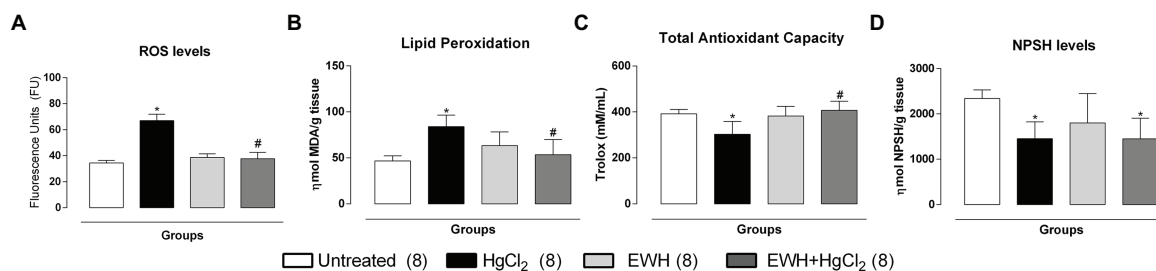 A
ROS levels
Fluorescence Units (FU)
100
80
60
40
20
0
*
#
Groups
B
Lipid Peroxidation
ηmol MDA/g tissue
150
100
50
0
*
#
Groups
C
Total Antioxidant Capacity
Trolox (mM/mL)
600
400
200
0
*
#
Groups
D
NPSH levels
ηmol NPSH/g tissue
3000
2000
1000
0
*
*
Groups
Untreated (8) HgCl₂ (8) EWH (8) EWH+HgCl₂ (8)